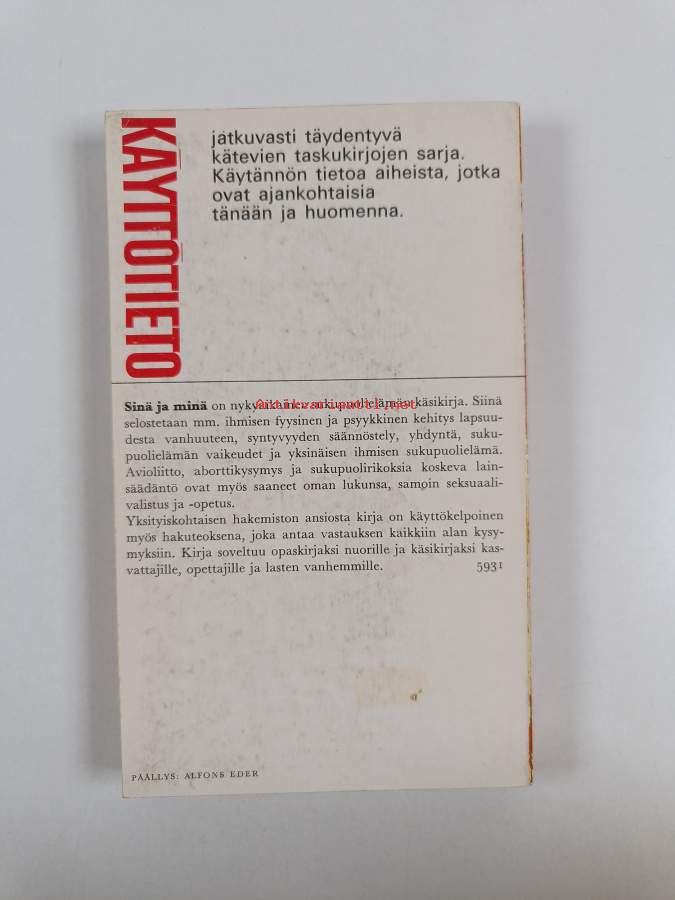 KÄYTTÖTIETO
jatkuvasti täydentyvä
kätevien taskukirjojen sarja.
Käytännön tietoa aiheista, jotka
ovat ajankohtaisia
tänään ja huomenna.
Sinä ja minä on nykyaikainen sukupuolielämän käsikirja. Siinä
selostetaan mm. ihmisen fyysinen ja psyykkinen kehitys lapsuu-
desta vanhuuteen, syntyvyyden säännöstely, yhdyntä, suku-
puolielämän vaikeudet ja yksinäisen ihmisen sukupuolielämä.
Avioliitto, aborttikysymys ja sukupuolirikoksia koskeva lain-
säädäntö ovat myös saaneet oman lukunsa, samoin seksuaali-
valistus ja -opetus.
Yksityiskohtaisen hakemiston ansiosta kirja on käyttökelpoinen
myös hakuteoksena, joka antaa vastauksen kaikkiin alan kysy-
myksiin. Kirja soveltuu opaskirjaksi nuorille ja käsikirjaksi kas-
vattajille, opettajille ja lasten vanhemmille. 5931
PÄÄLLYS: ALFONS EDER